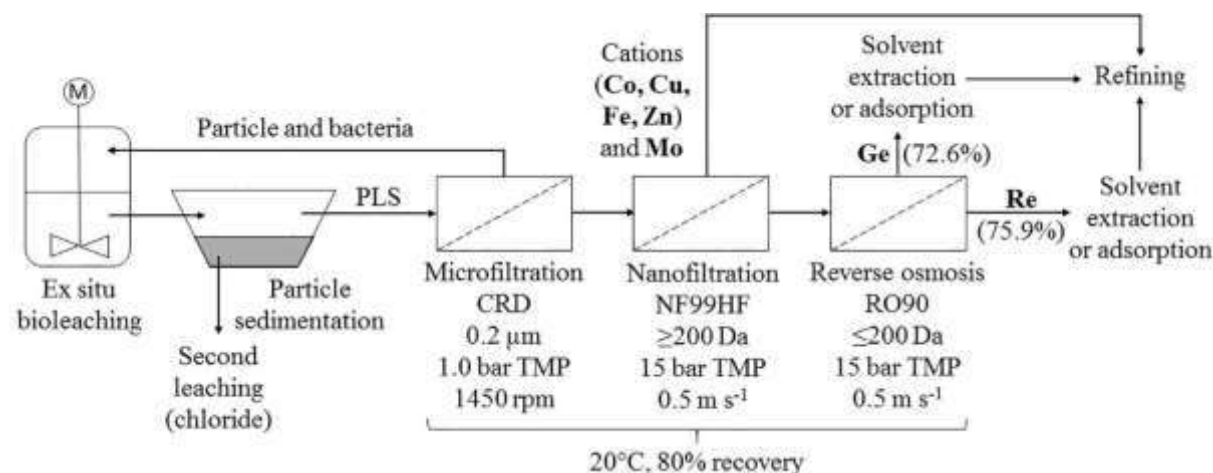 M
Ex situ
bioleaching
Particle and bacteria
Second
leaching
(chloride)
Particle
sedimentation
PLS
Microfiltration
CRD
0.2 μm
1.0 bar TMP
1450 rpm
Cations
(Co, Cu,
Fe, Zn)
and Mo
Nanofiltration
NF99HF
≥200 Da
15 bar TMP
0.5 m s⁻¹
Solvent
extraction
or adsorption
Ge (72.6%)
Reverse osmosis
RO90
≤200 Da
15 bar TMP
0.5 m s⁻¹
Re
(75.9%)
Refining
Solvent
extraction
or adsorption
20°C, 80% recovery